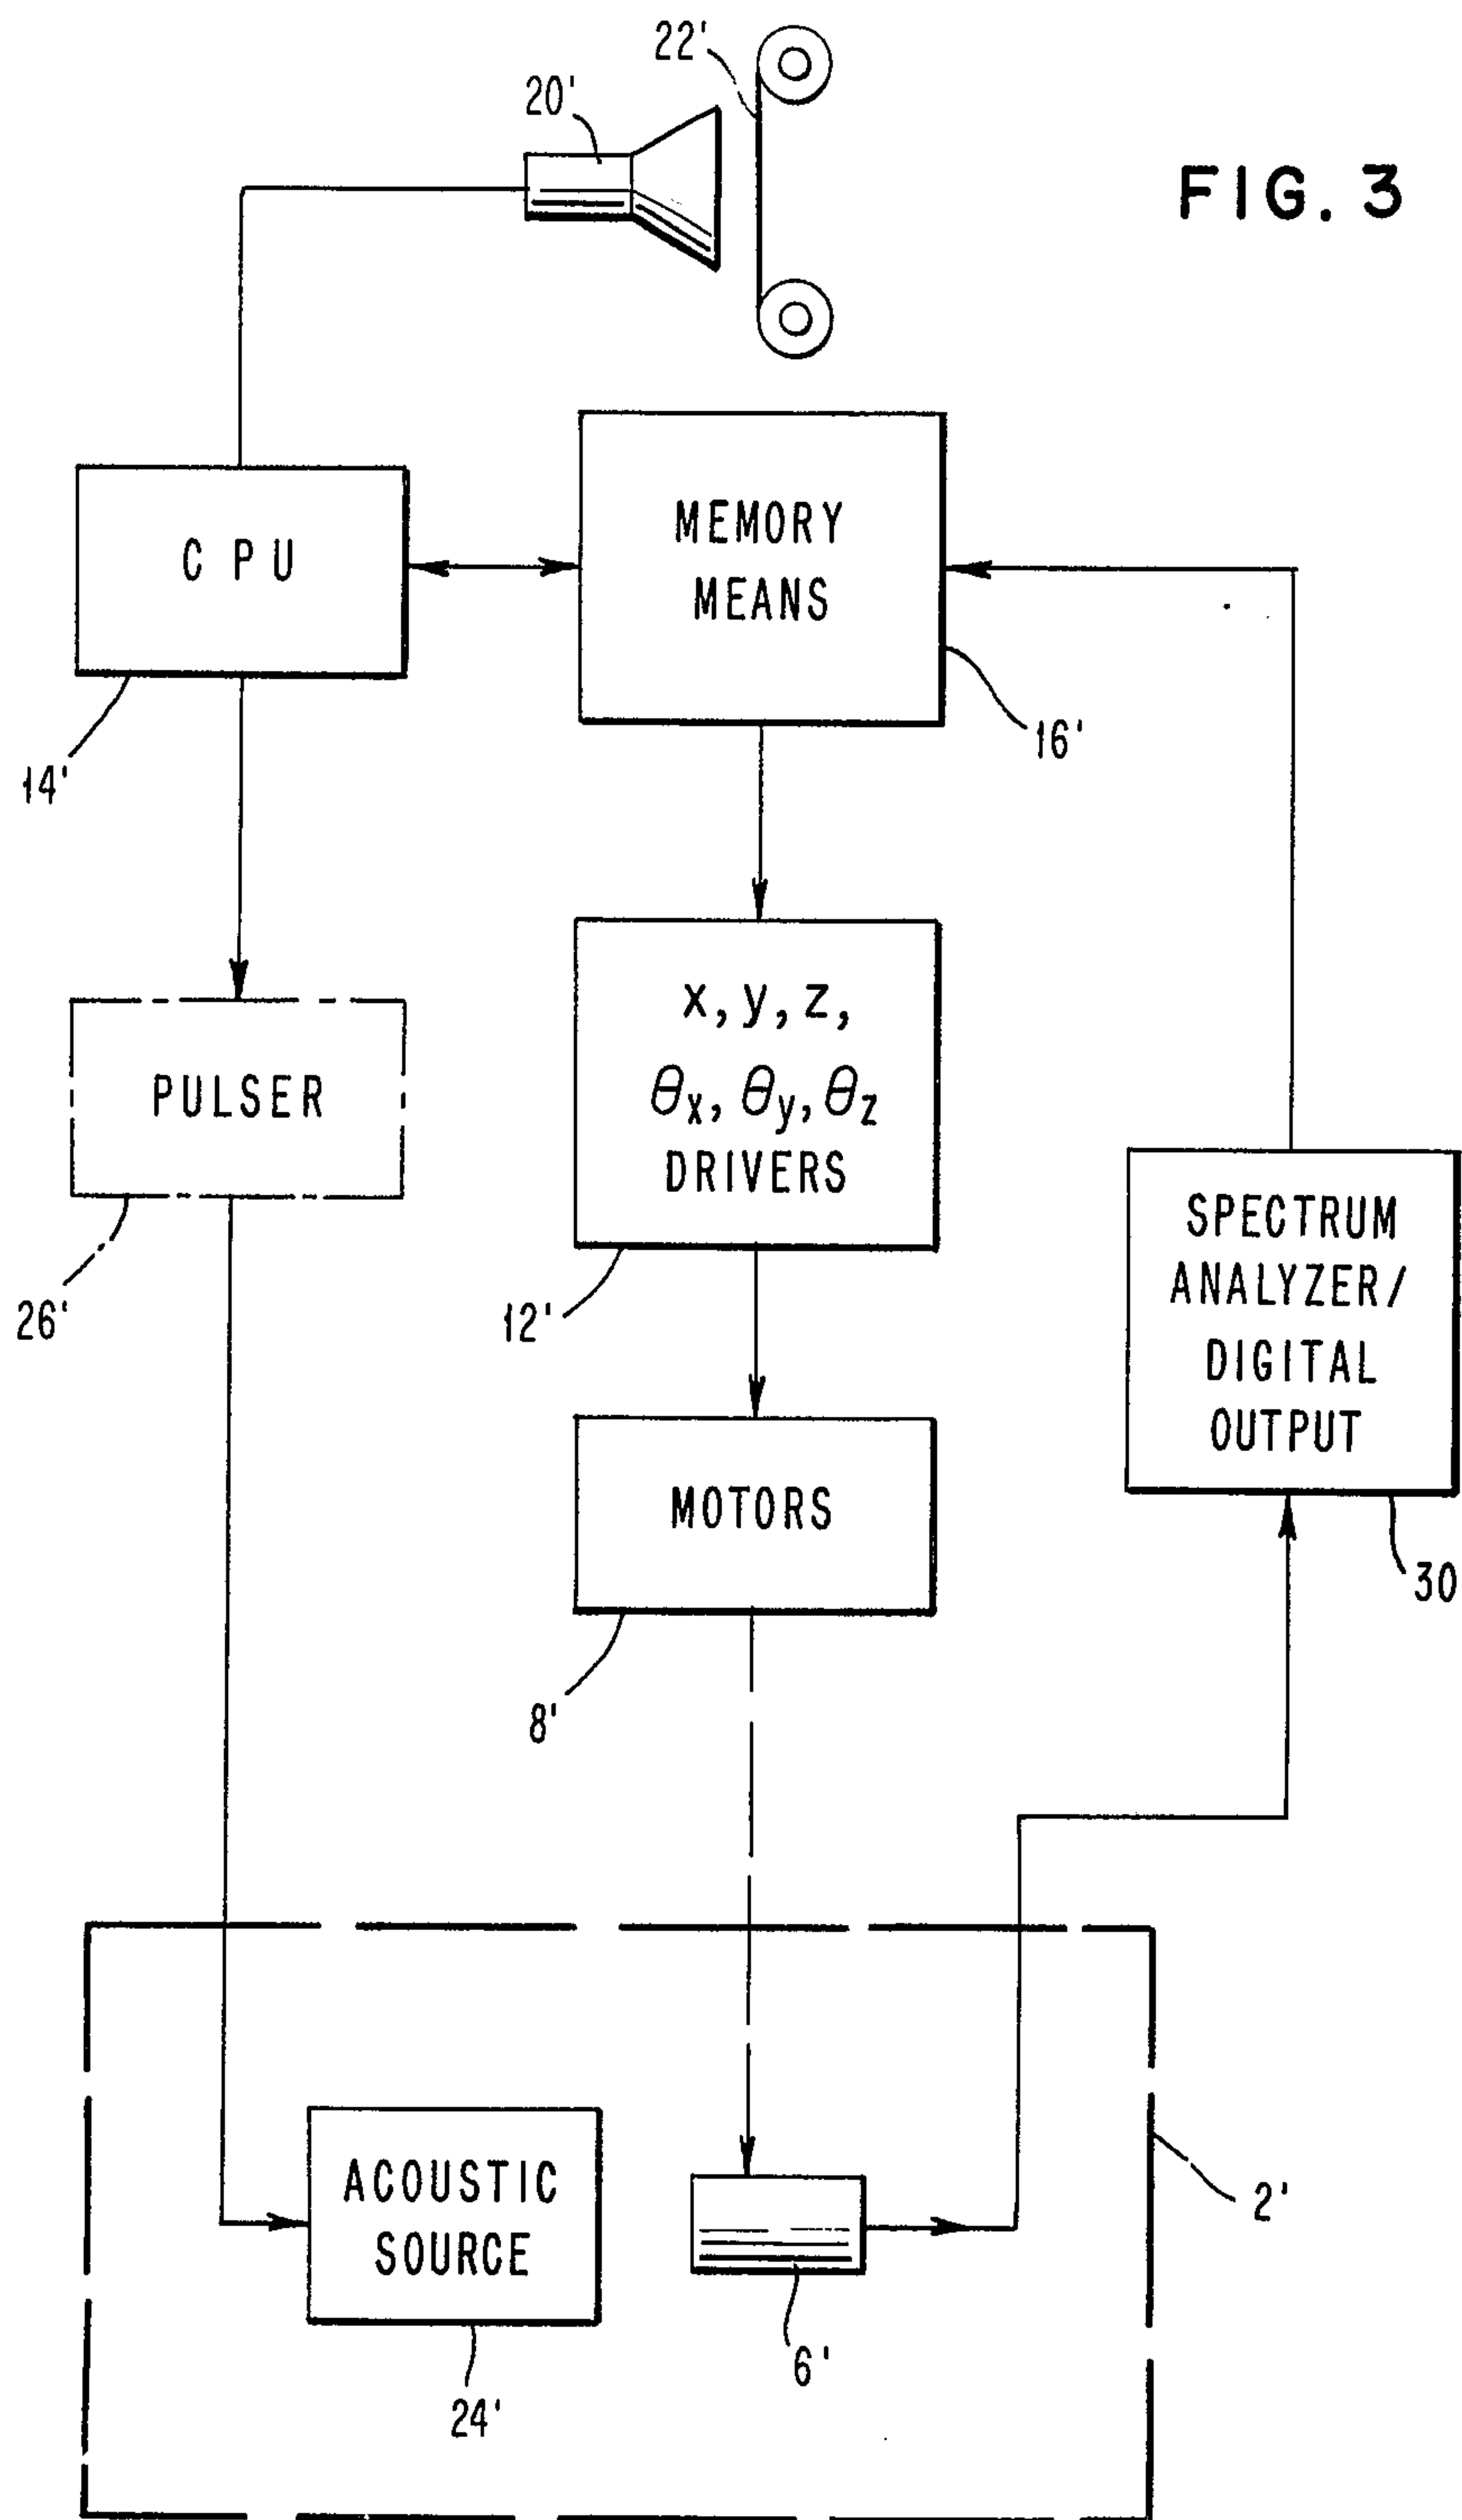 22'
20'
FIG. 3
CPU
MEMORY
MEANS
16'
14'
x, y, z,
θx, θy, θz
DRIVERS
PULSER
SPECTRUM
ANALYZER/
DIGITAL
OUTPUT
26'
12'
MOTORS
30
8'
ACOUSTIC
SOURCE
2'
6'
24'